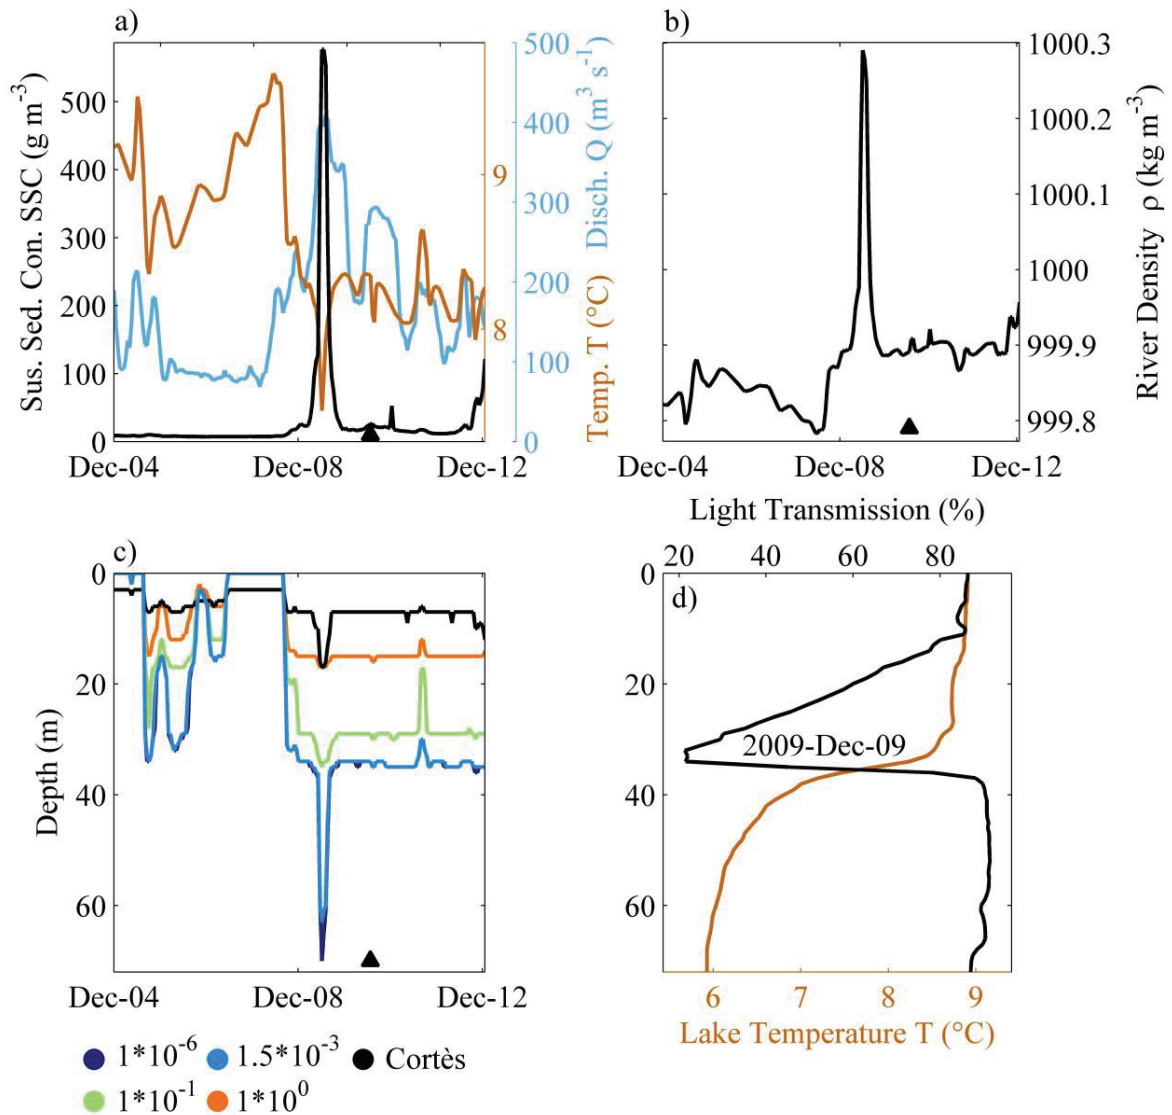 a)
b)
Sus. Sed. Con. SSC (g m⁻³)
0
100
200
300
400
500
8
9
Temp. T (°C)
0
100
200
300
400
500
Disch. Q (m³ s⁻¹)
Dec-04
Dec-08
Dec-12
999.8
999.9
1000
1000.1
1000.2
1000.3
River Density ρ (kg m⁻³)
Dec-04
Dec-08
Dec-12
c)
Depth (m)
0
20
40
60
Dec-04
Dec-08
Dec-12
1*10⁻⁶
1.5*10⁻³
Cortès
1*10⁻¹
1*10⁰
Light Transmission (%)
20
40
60
80
d)
0
20
40
60
2009-Dec-09
6
7
8
9
Lake Temperature T (°C)